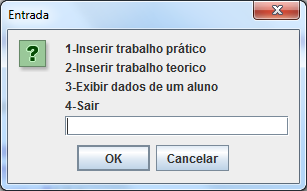 Entrada
1-Inserir trabalho prático
2-Inserir trabalho teorico
3-Exibir dados de um aluno
4-Sair
OK Cancelar